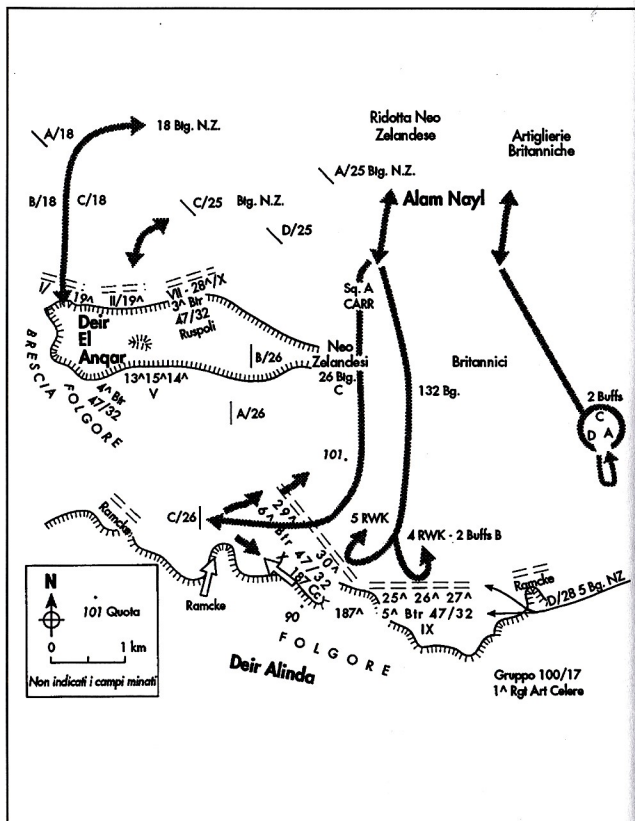 Ridotta Neo
Zelandese
Artiglierie
Britanniche
A/18
18 Btg. N.Z.
A/25 Btg. N.Z.
Alam Nayl
B/18
C/18
C/25
Btg. N.Z.
D/25
I/
19^
II/19^
VII - 28^/X
3^ Btr
47/32
Ruspoli
Sq. A
CARR
Deir
El
Anqar
BRESCIA
FOLGORE
4^ Btr
47/32
13^15^14^
V
B/26
A/26
Neo
Zelandesi
26 Btg.
C
Britannici
132 Bg.
2 Buffs
C
D A
101.
C/26
Ramcke
29^
6^ Btr
47/32
30^
X
187 CcX
5 RWK
4 RWK - 2 Buffs B
Ramcke
90
187^
25^ 26^ 27^
5^ Btr 47/32
IX
Ramcke
D/28 5 Bg. NZ
FOLGORE
Deir Alinda
Gruppo 100/17
1^ Rgt Art Celere
N
101 Quota
0 1 km
Non indicati i campi minati